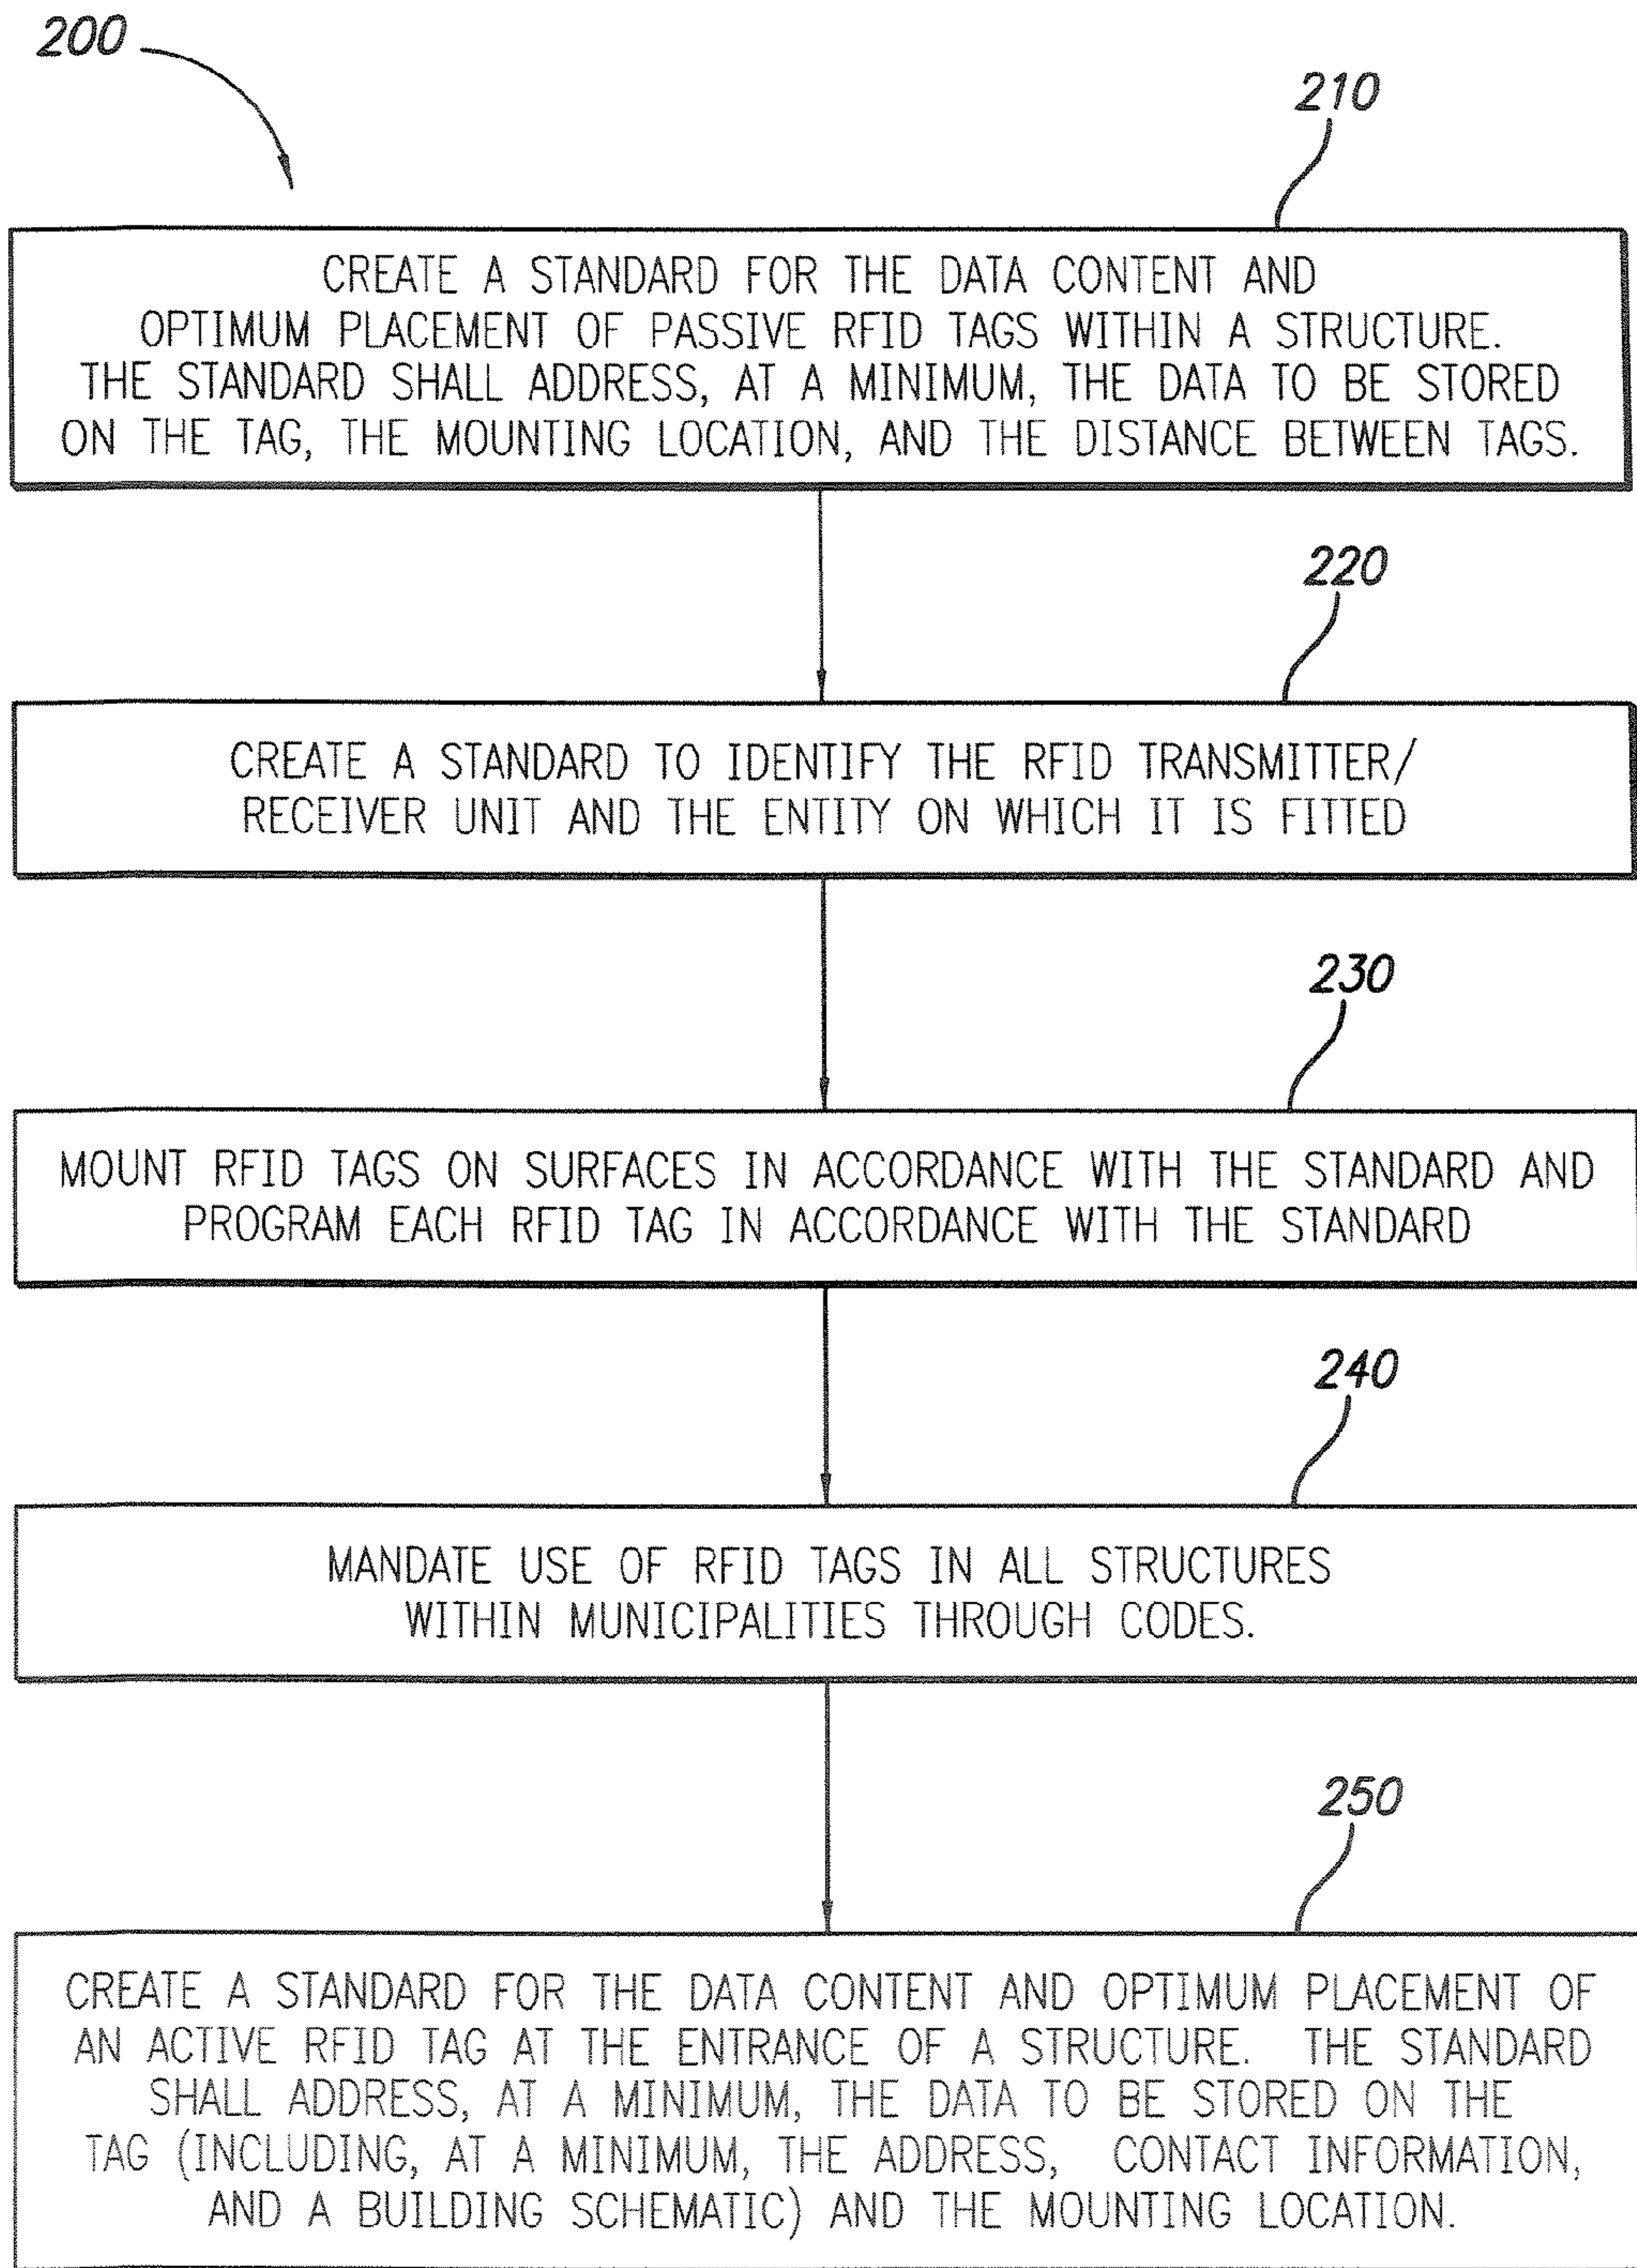 200
210
CREATE A STANDARD FOR THE DATA CONTENT AND
OPTIMUM PLACEMENT OF PASSIVE RFID TAGS WITHIN A STRUCTURE.
THE STANDARD SHALL ADDRESS, AT A MINIMUM, THE DATA TO BE STORED
ON THE TAG, THE MOUNTING LOCATION, AND THE DISTANCE BETWEEN TAGS.
220
CREATE A STANDARD TO IDENTIFY THE RFID TRANSMITTER/
RECEIVER UNIT AND THE ENTITY ON WHICH IT IS FITTED
230
MOUNT RFID TAGS ON SURFACES IN ACCORDANCE WITH THE STANDARD AND
PROGRAM EACH RFID TAG IN ACCORDANCE WITH THE STANDARD
240
MANDATE USE OF RFID TAGS IN ALL STRUCTURES
WITHIN MUNICIPALITIES THROUGH CODES.
250
CREATE A STANDARD FOR THE DATA CONTENT AND OPTIMUM PLACEMENT OF
AN ACTIVE RFID TAG AT THE ENTRANCE OF A STRUCTURE. THE STANDARD
SHALL ADDRESS, AT A MINIMUM, THE DATA TO BE STORED ON THE
TAG (INCLUDING, AT A MINIMUM, THE ADDRESS, CONTACT INFORMATION,
AND A BUILDING SCHEMATIC) AND THE MOUNTING LOCATION.